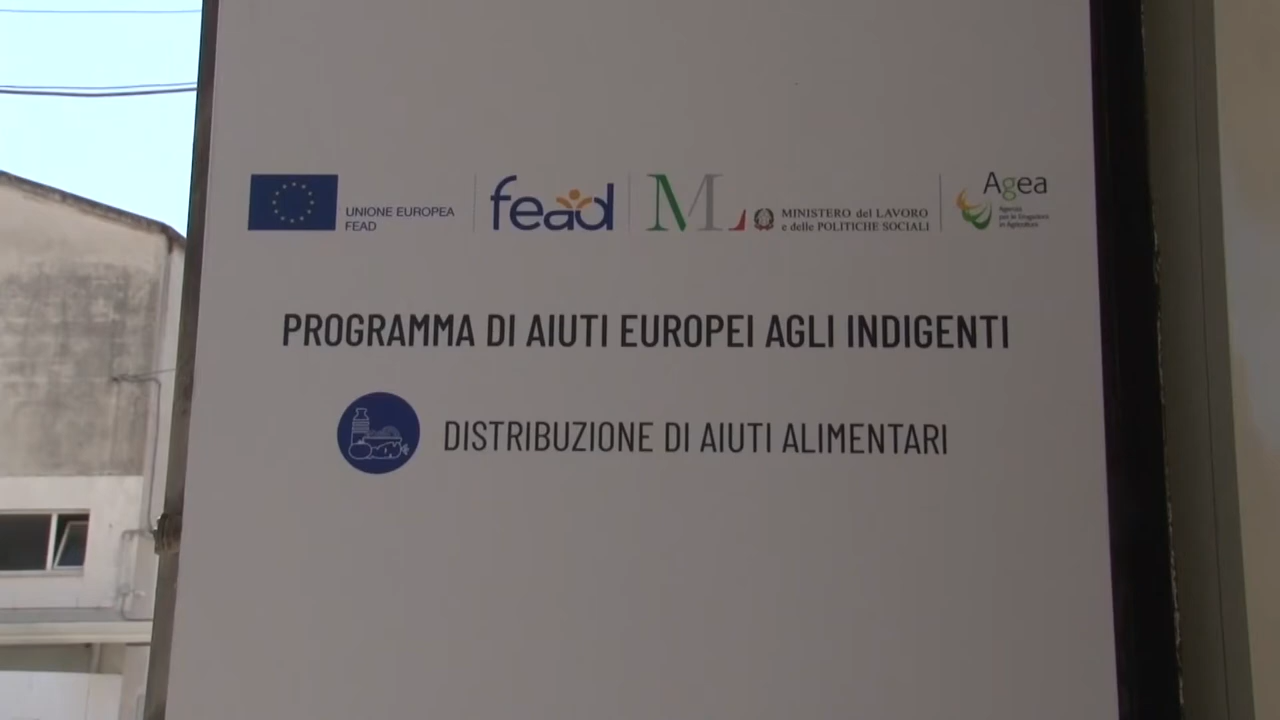 UNIONE EUROPEA
FEAD
fead
ML
MINISTERO del LAVORO
e delle POLITICHE SOCIALI
Agea
Agenzia
per le Erogazioni
in Agricoltura
PROGRAMMA DI AIUTI EUROPEI AGLI INDIGENTI
DISTRIBUZIONE DI AIUTI ALIMENTARI